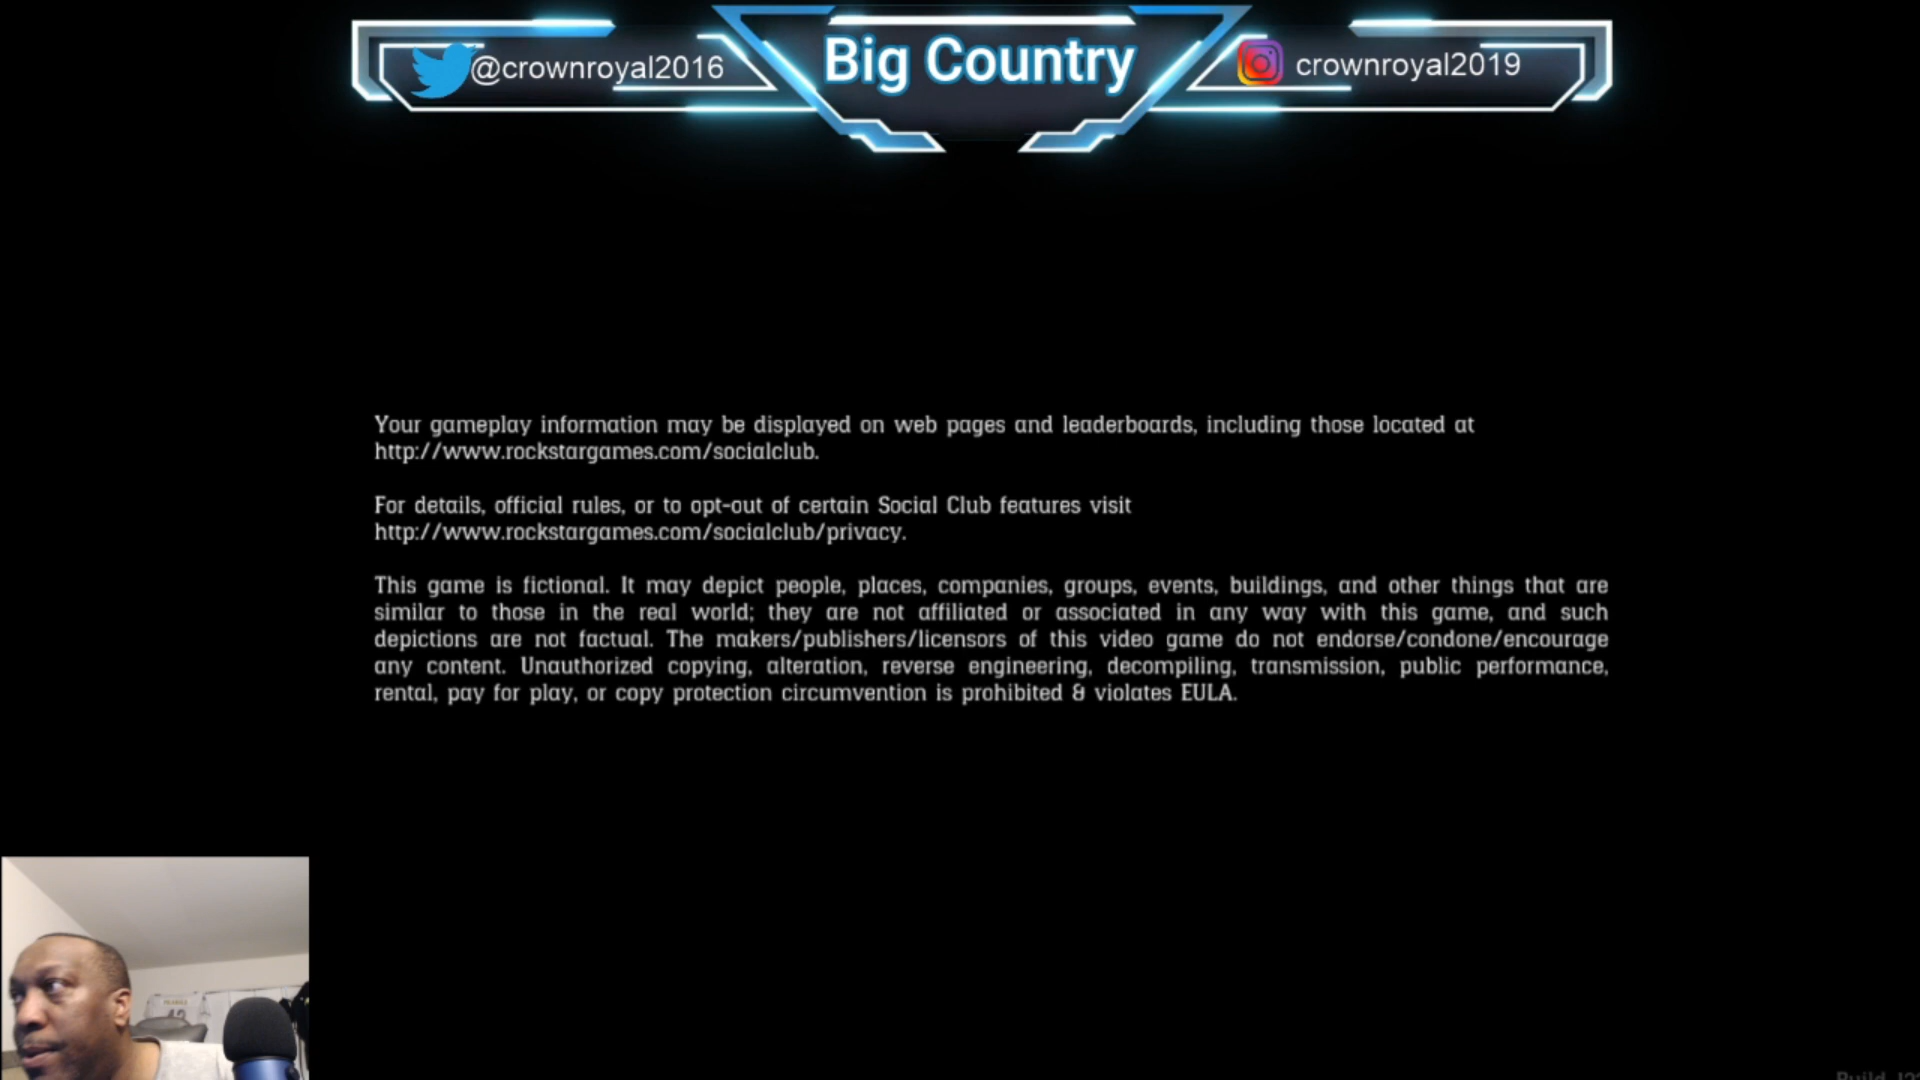 @crownroyal2016
Big Country
crownroyal2019
Your gameplay information may be displayed on web pages and leaderboards, including those located at
http://www.rockstargames.com/socialclub.
For details, official rules, or to opt-out of certain Social Club features visit
http://www.rockstargames.com/socialclub/privacy.
This game is fictional. It may depict people, places, companies, groups, events, buildings, and other things that are
similar to those in the real world; they are not affiliated or associated in any way with this game, and such
depictions are not factual. The makers/publishers/licensors of this video game do not endorse/condone/encourage
any content. Unauthorized copying, alteration, reverse engineering, decompiling, transmission, public performance,
rental, pay for play, or copy protection circumvention is prohibited & violates EULA.